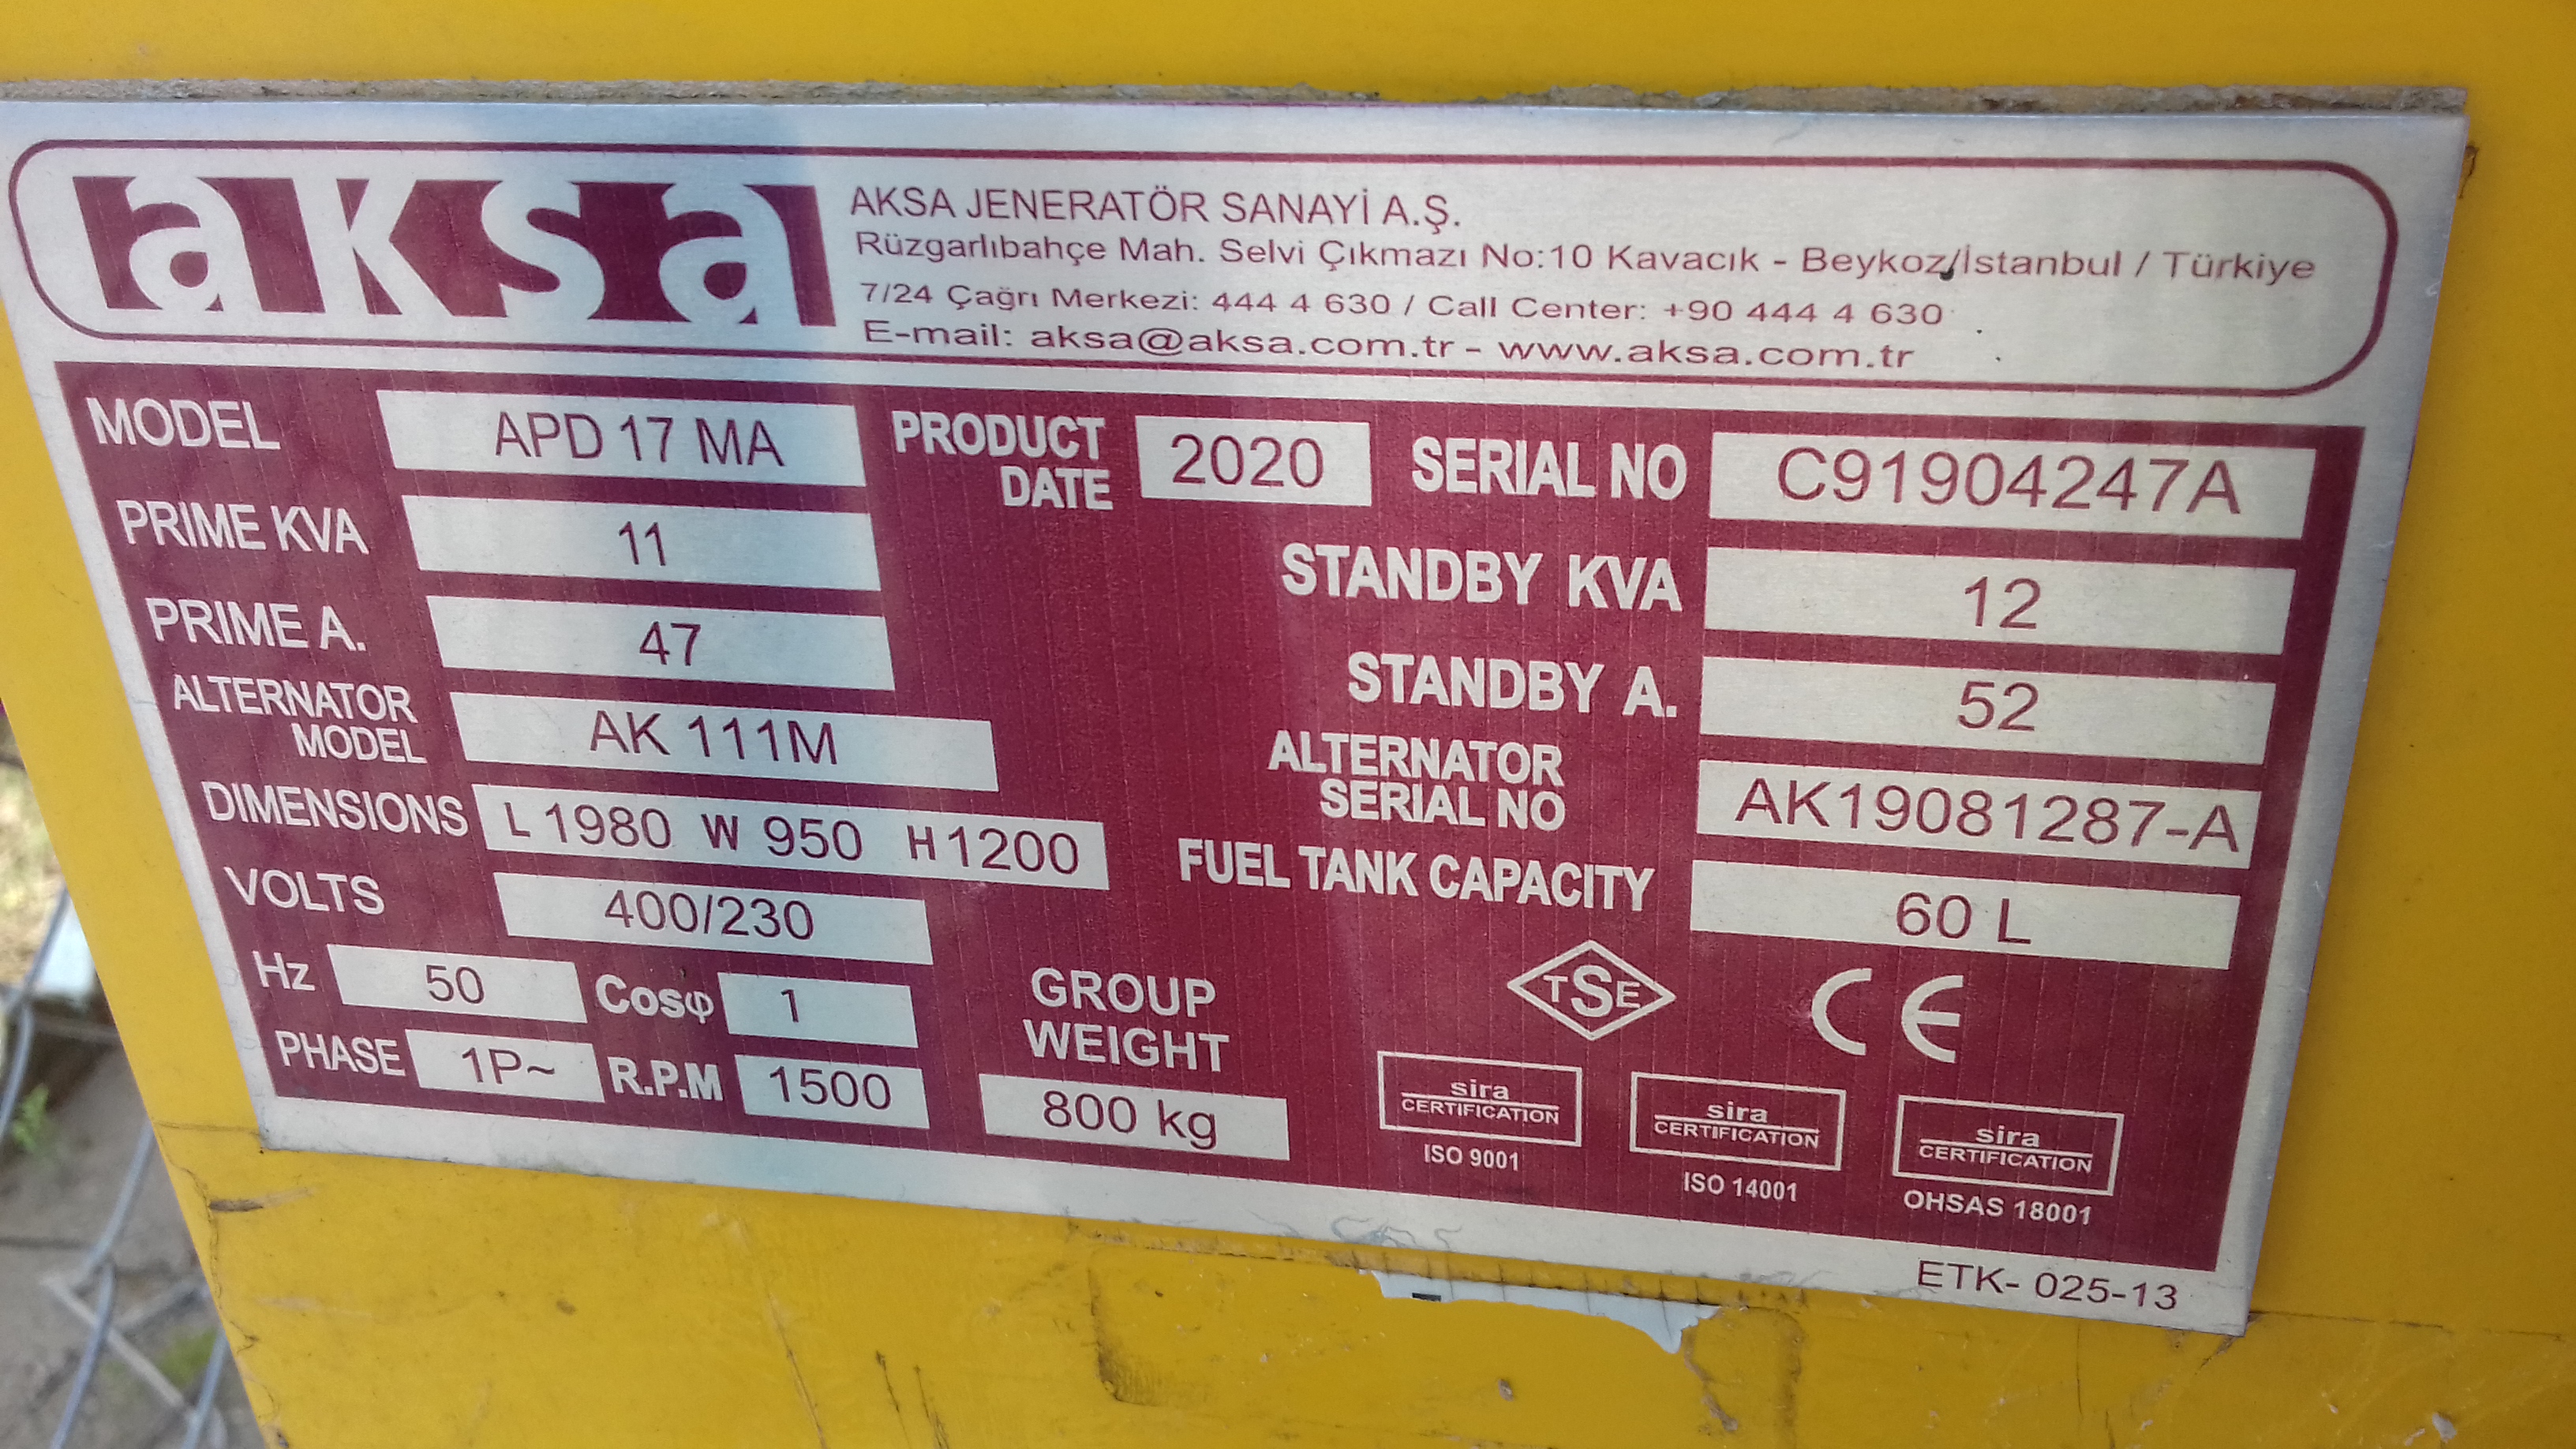 aksa
AKSA JENERATÖR SANAYİ A.Ş.
Rüzgarlıbahçe Mah. Selvi Çıkmazı No:10 Kavacık - Beykoz/İstanbul / Türkiye
7/24 Çağrı Merkezi: 444 4 630 / Call Center: +90 444 4 630
E-mail: aksa@aksa.com.tr - www.aksa.com.tr
MODEL APD 17 MA PRODUCT DATE 2020 SERIAL NO C91904247A
PRIME KVA 11 STANDBY KVA 12
PRIME A. 47 STANDBY A. 52
ALTERNATOR MODEL AK 111M ALTERNATOR SERIAL NO AK19081287-A
DIMENSIONS L 1980 W 950 H 1200 FUEL TANK CAPACITY 60 L
VOLTS 400/230
Hz 50 Cosφ 1
PHASE 1P~ R.P.M 1500
GROUP WEIGHT
800 kg
TSE CE
sira CERTIFICATION
ISO 9001
sira CERTIFICATION
ISO 14001
sira CERTIFICATION
OHSAS 18001
ETK- 025-13